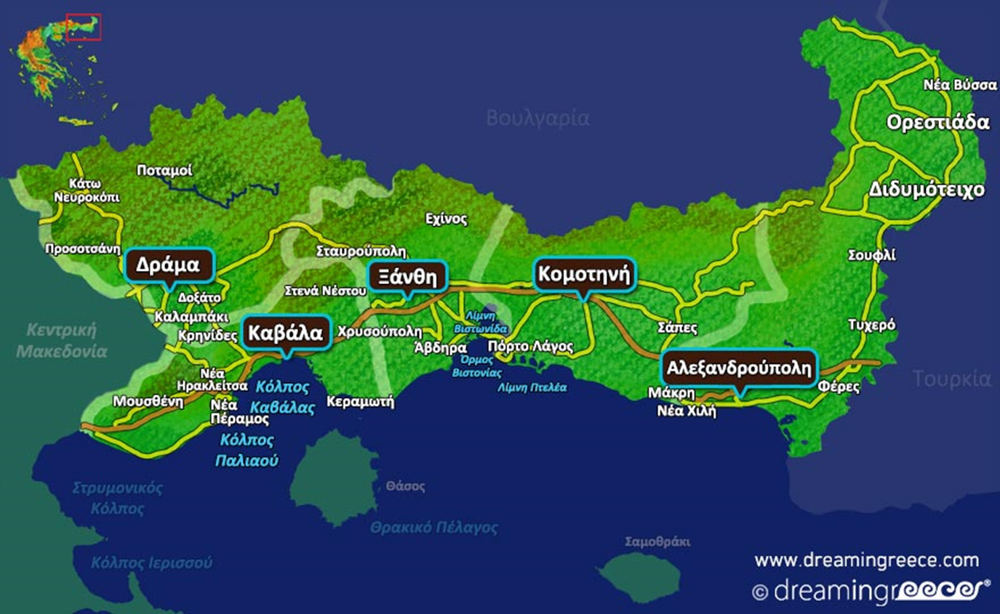 Βουλγαρία
Νέα Βύσσα
Ορεστιάδα
Ποταμοί
Κάτω
Νευροκόπι
Διδυμότειχο
Εχίνος
Προσοτσάνη
Σταυρούπολη
Σουφλί
Δράμα
Ξάνθη
Κομοτηνή
Στενά Νέστου
Δοξάτο
Καλαμπάκι
Λίμνη
Βιστωνίδα
Κεντρική
Μακεδονία
Κρηνίδες
Καβάλα
Χρυσούπολη
Σάπες
Τυχερό
Άβδηρα
Πόρτο Λάγος
Όρμος
Βιστονίας
Αλεξανδρούπολη
Νέα
Ηρακλείτσα
Κόλπος
Καβάλας
Λίμνη Πτελέα
Μάκρη
Φέρες
Τουρκία
Μουσθένη
Νέα
Πέραμος
Κεραμωτή
Νέα Χιλή
Κόλπος
Παλιαού
Στρυμονικός
Κόλπος
Θάσος
Θρακικό Πέλαγος
Σαμοθράκι
Κόλπος Ιερισσού
www.dreamingreece.com
© dreamingreece®